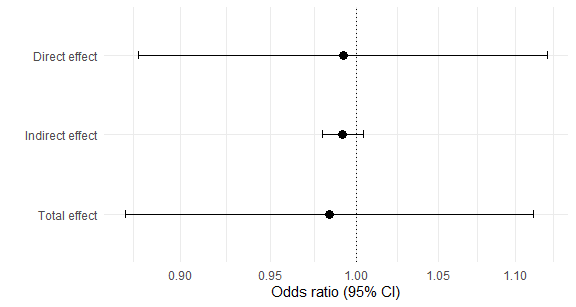 Direct effect
Indirect effect
Total effect
0.90 0.95 1.00 1.05 1.10
Odds ratio (95% CI)